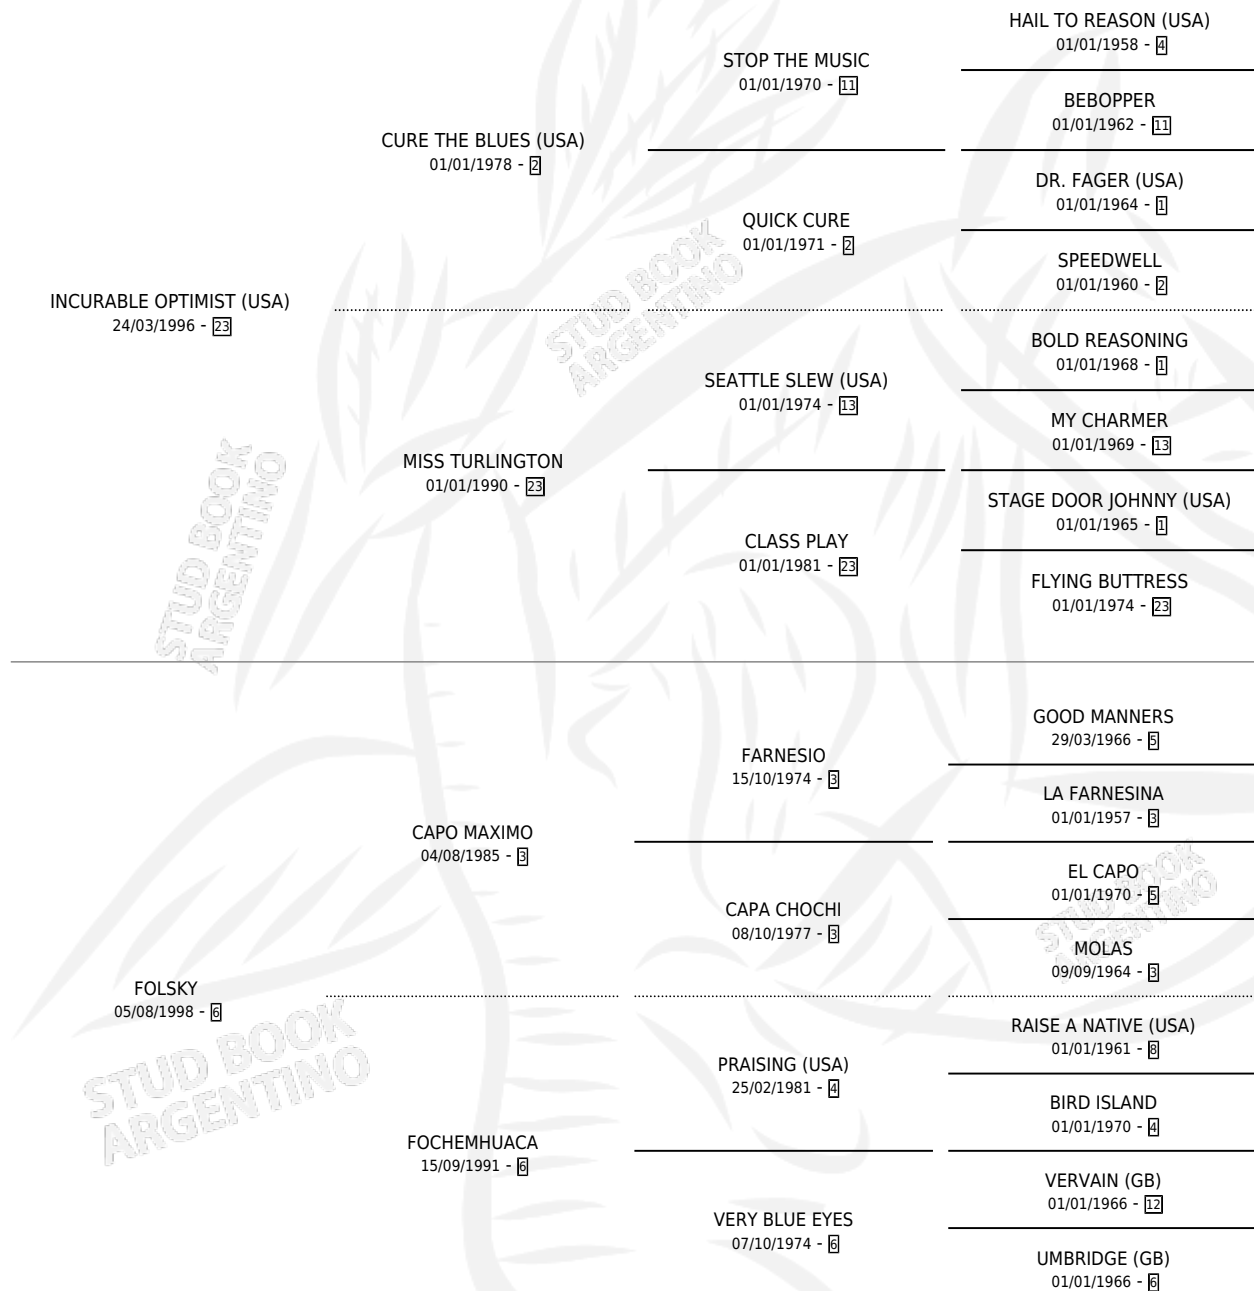 HAIL TO REASON (USA)
01/01/1958 - 4
STOP THE MUSIC
01/01/1970 - 11
BEBOPPER
01/01/1962 - 11
CURE THE BLUES (USA)
01/01/1978 - 2
DR. FAGER (USA)
01/01/1964 - 1
QUICK CURE
01/01/1971 - 2
SPEEDWELL
01/01/1960 - 2
INCURABLE OPTIMIST (USA)
24/03/1996 - 23
BOLD REASONING
01/01/1968 - 1
SEATTLE SLEW (USA)
01/01/1974 - 13
MY CHARMER
01/01/1969 - 13
MISS TURLINGTON
01/01/1990 - 23
STAGE DOOR JOHNNY (USA)
01/01/1965 - 1
CLASS PLAY
01/01/1981 - 23
FLYING BUTTRESS
01/01/1974 - 23
STUD BOOK
ARGENTINO
STUD BOOK
ARGENTINO
GOOD MANNERS
29/03/1966 - 5
FARNESIO
15/10/1974 - 3
LA FARNESINA
01/01/1957 - 3
CAPO MAXIMO
04/08/1985 - 3
EL CAPO
01/01/1970 - 5
CAPA CHOCHI
08/10/1977 - 3
MOLAS
09/09/1964 - 3
STUD BOOK
ARGENTINO
FOLSKY
05/08/1998 - 6
RAISE A NATIVE (USA)
01/01/1961 - 8
PRAISING (USA)
25/02/1981 - 4
BIRD ISLAND
01/01/1970 - 4
FOCHEMHUACA
15/09/1991 - 6
VERVAIN (GB)
01/01/1966 - 12
VERY BLUE EYES
07/10/1974 - 6
UMBRIDGE (GB)
01/01/1966 - 6
STUD BOOK
ARGENTINO